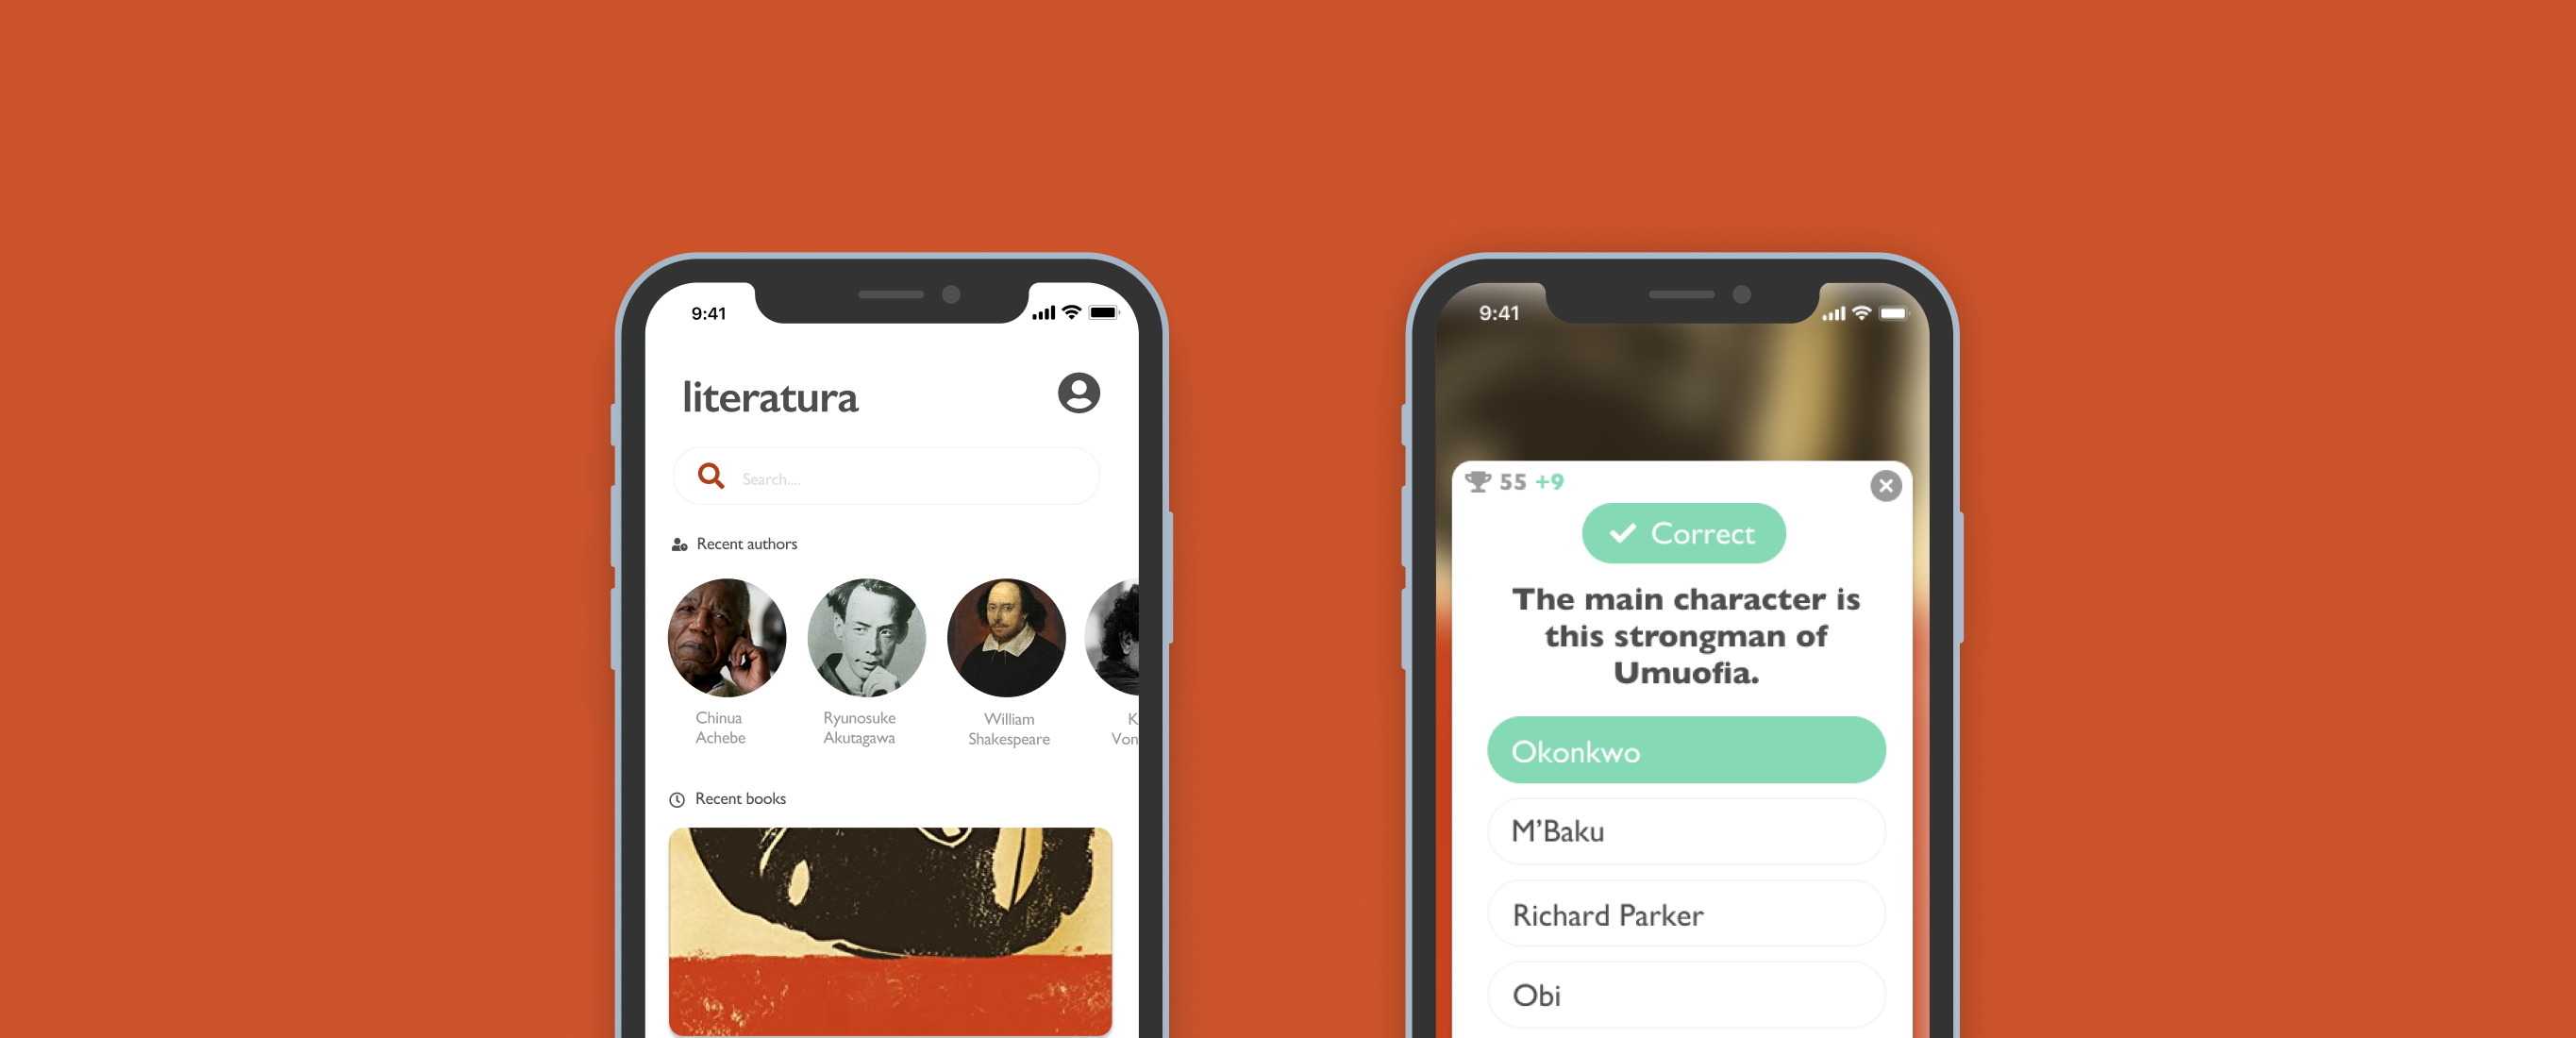 9:41
literatura
Search....
Recent authors
Chinua
Achebe
Ryunosuke
Akutagawa
William
Shakespeare
K
Von
Recent books
9:41
55 +9
Correct
The main character is
this strongman of
Umuofia.
Okonkwo
M'Baku
Richard Parker
Obi